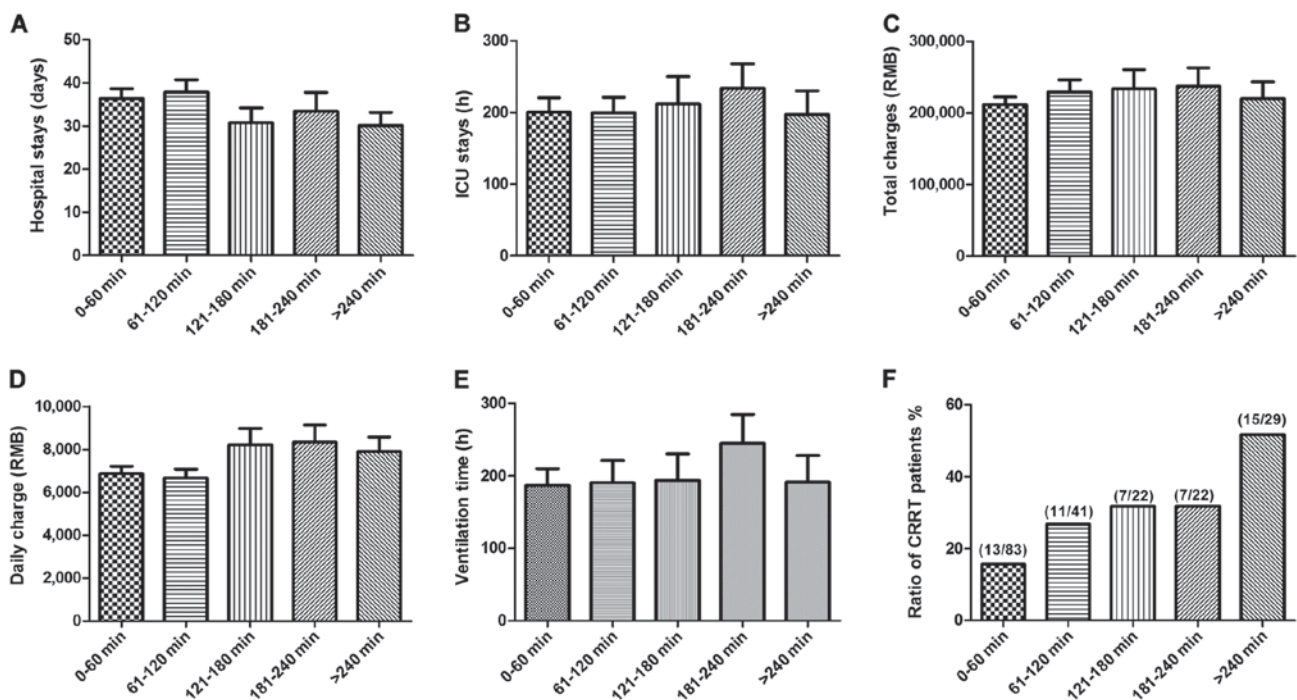 A
Hospital stays (days)
50
40
30
20
10
0
0-60 min
61-120 min
121-180 min
181-240 min
>240 min
B
ICU stays (h)
300
200
100
0
0-60 min
61-120 min
121-180 min
181-240 min
>240 min
C
Total charges (RMB)
300,000
200,000
100,000
0
0-60 min
61-120 min
121-180 min
181-240 min
>240 min
D
Daily charge (RMB)
10,000
8,000
6,000
4,000
2,000
0
0-60 min
61-120 min
121-180 min
181-240 min
>240 min
E
Ventilation time (h)
300
200
100
0
0-60 min
61-120 min
121-180 min
181-240 min
>240 min
F
Ratio of CRRT patients %
60
40
20
0
(13/83)
(11/41)
(7/22)
(7/22)
(15/29)
0-60 min
61-120 min
121-180 min
181-240 min
>240 min